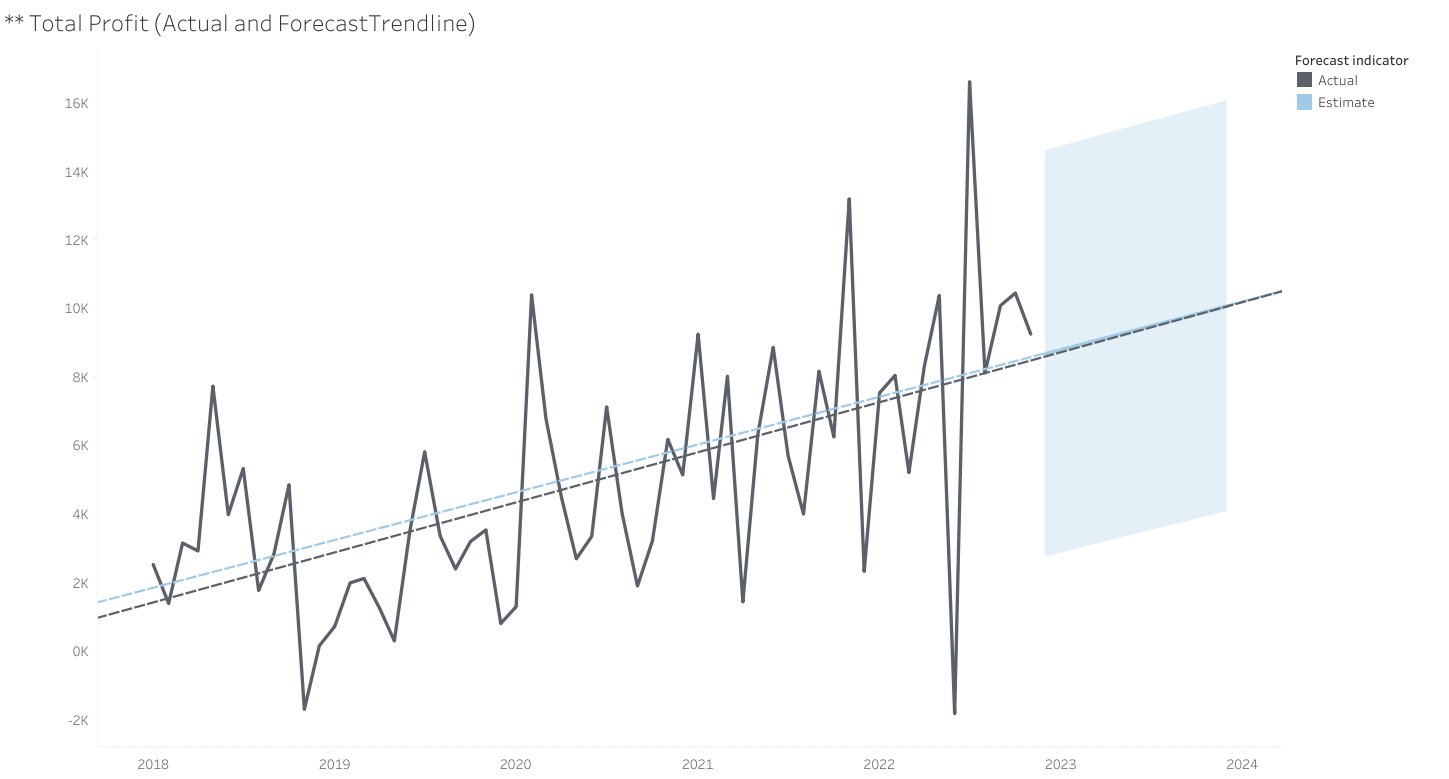 ** Total Profit (Actual and ForecastTrendline)
Forecast indicator
Actual
Estimate
16K
14K
12K
10K
8K
6K
4K
2K
0K
-2K
2018 2019 2020 2021 2022 2023 2024